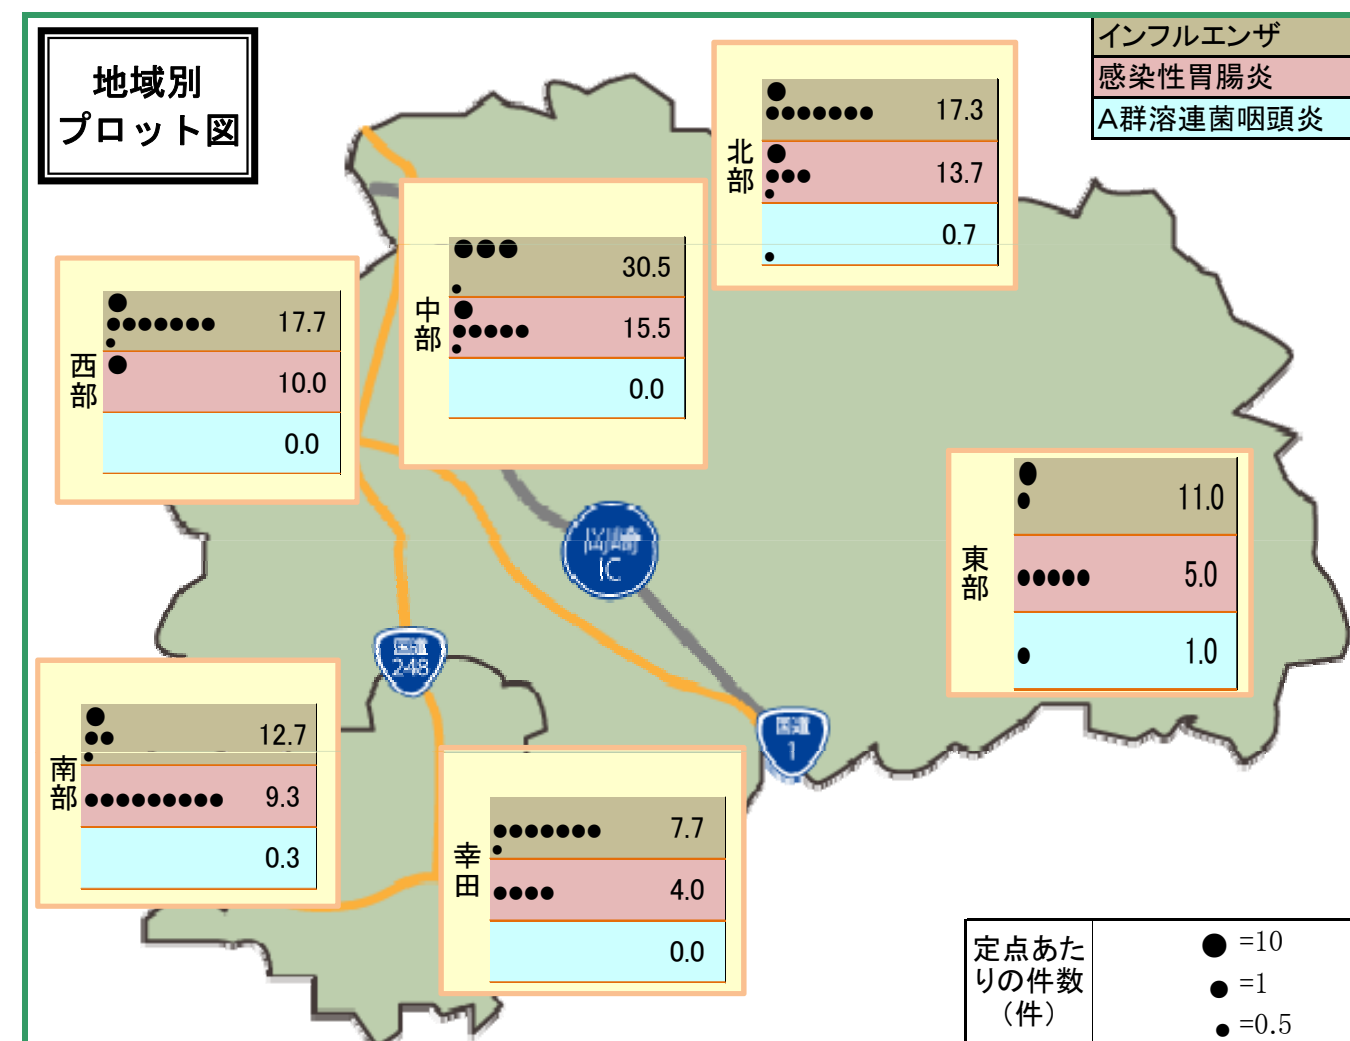 地域別
プロット図
インフルエンザ
感染性胃腸炎
A群溶連菌咽頭炎
北部
17.3
13.7
0.7
中部
30.5
15.5
0.0
西部
17.7
10.0
0.0
岡崎
IC
東部
11.0
5.0
1.0
国道
248
国道
1
南部
12.7
9.3
0.3
幸田
7.7
4.0
0.0
定点あた
りの件数
（件）
●=10
●=1
●=0.5